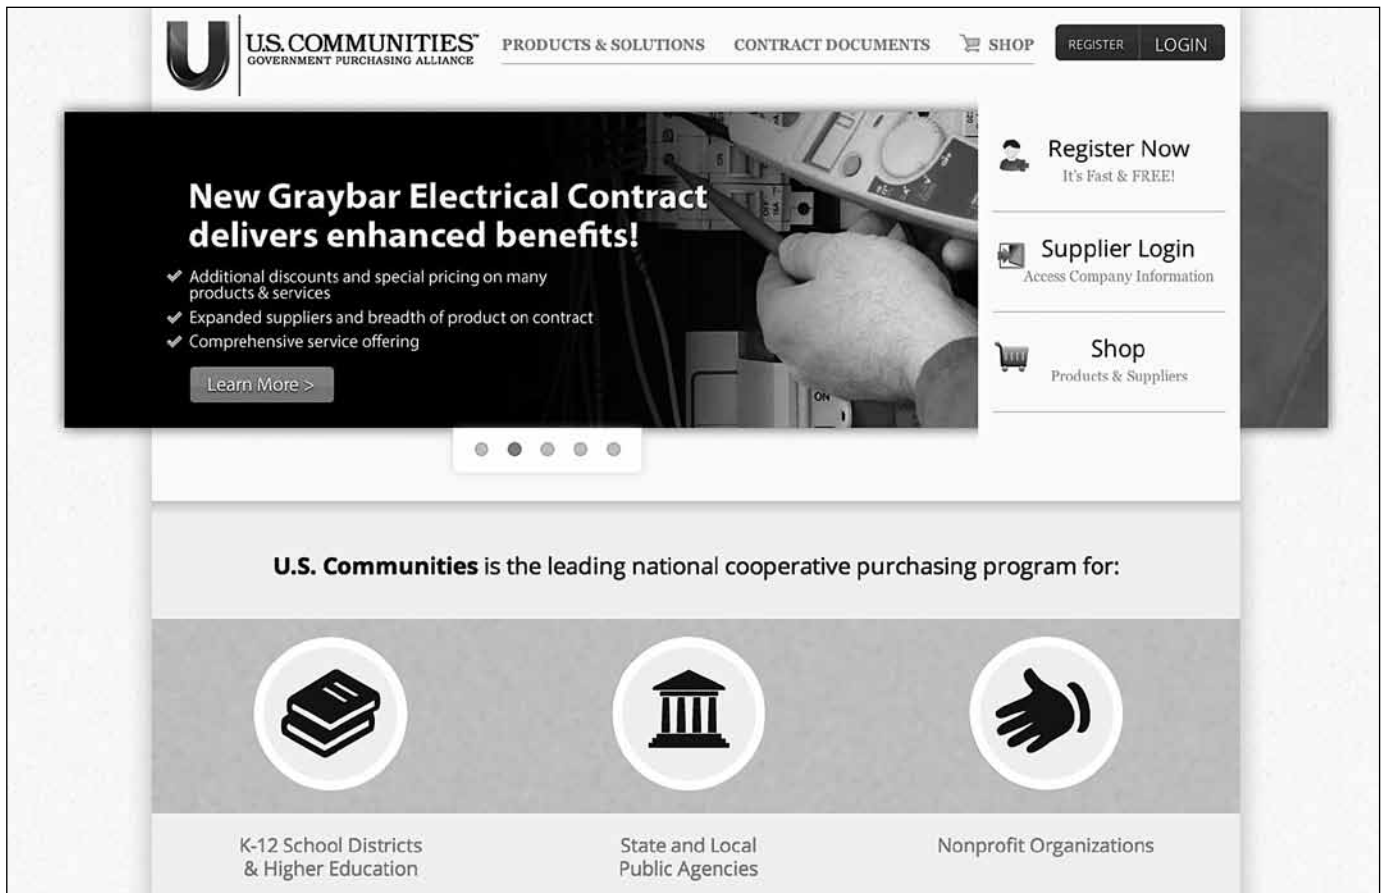 U.S. COMMUNITIES™
GOVERNMENT PURCHASING ALLIANCE
PRODUCTS & SOLUTIONS
CONTRACT DOCUMENTS
SHOP
REGISTER
LOGIN
New Graybar Electrical Contract
delivers enhanced benefits!
Additional discounts and special pricing on many
products & services
Expanded suppliers and breadth of product on contract
Comprehensive service offering
Learn More >
ON
Register Now
It's Fast & FREE!
Supplier Login
Access Company Information
Shop
Products & Suppliers
U.S. Communities is the leading national cooperative purchasing program for:
K-12 School Districts
& Higher Education
State and Local
Public Agencies
Nonprofit Organizations